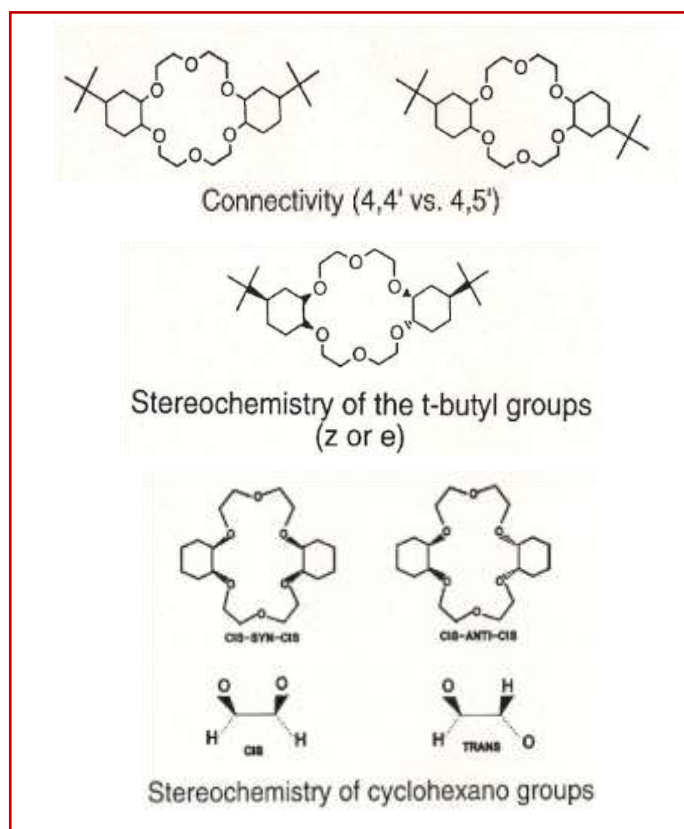 O O O O O O O O O O O O
Connectivity (4,4' vs. 4,5')
O O O O O O
Stereochemistry of the t-butyl groups
(z or e)
O O O O O O O O O O O O
CIS-SYN-CIS CIS-ANTI-CIS
O O O H
H H H O
CIS TRANS
Stereochemistry of cyclohexano groups